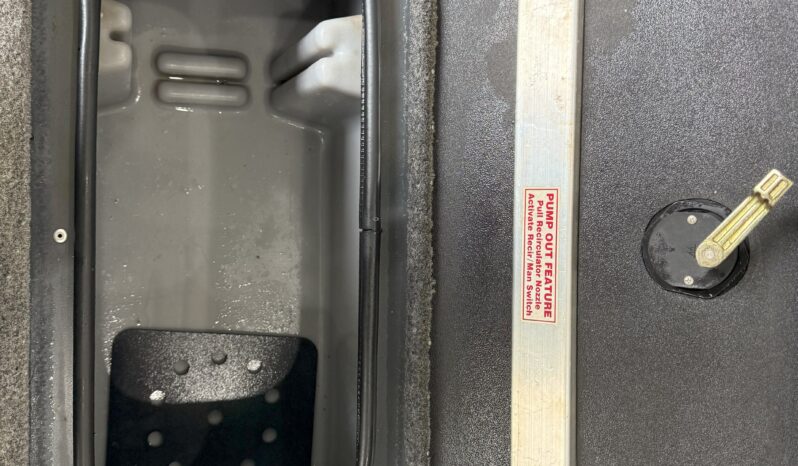 PUMP OUT FEATURE
Pull Recirculator Nozzle
Activate Recir/Man Switch